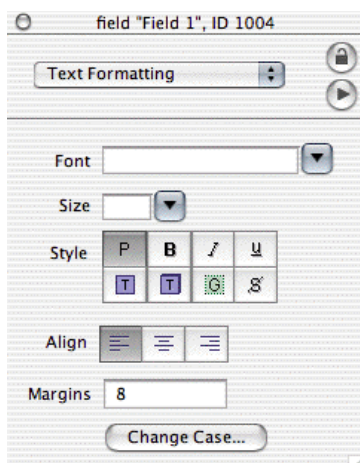 field "Field 1", ID 1004
Text Formatting
Font
Size
Style P B I U
T T G S
Align
Margins 8
Change Case...